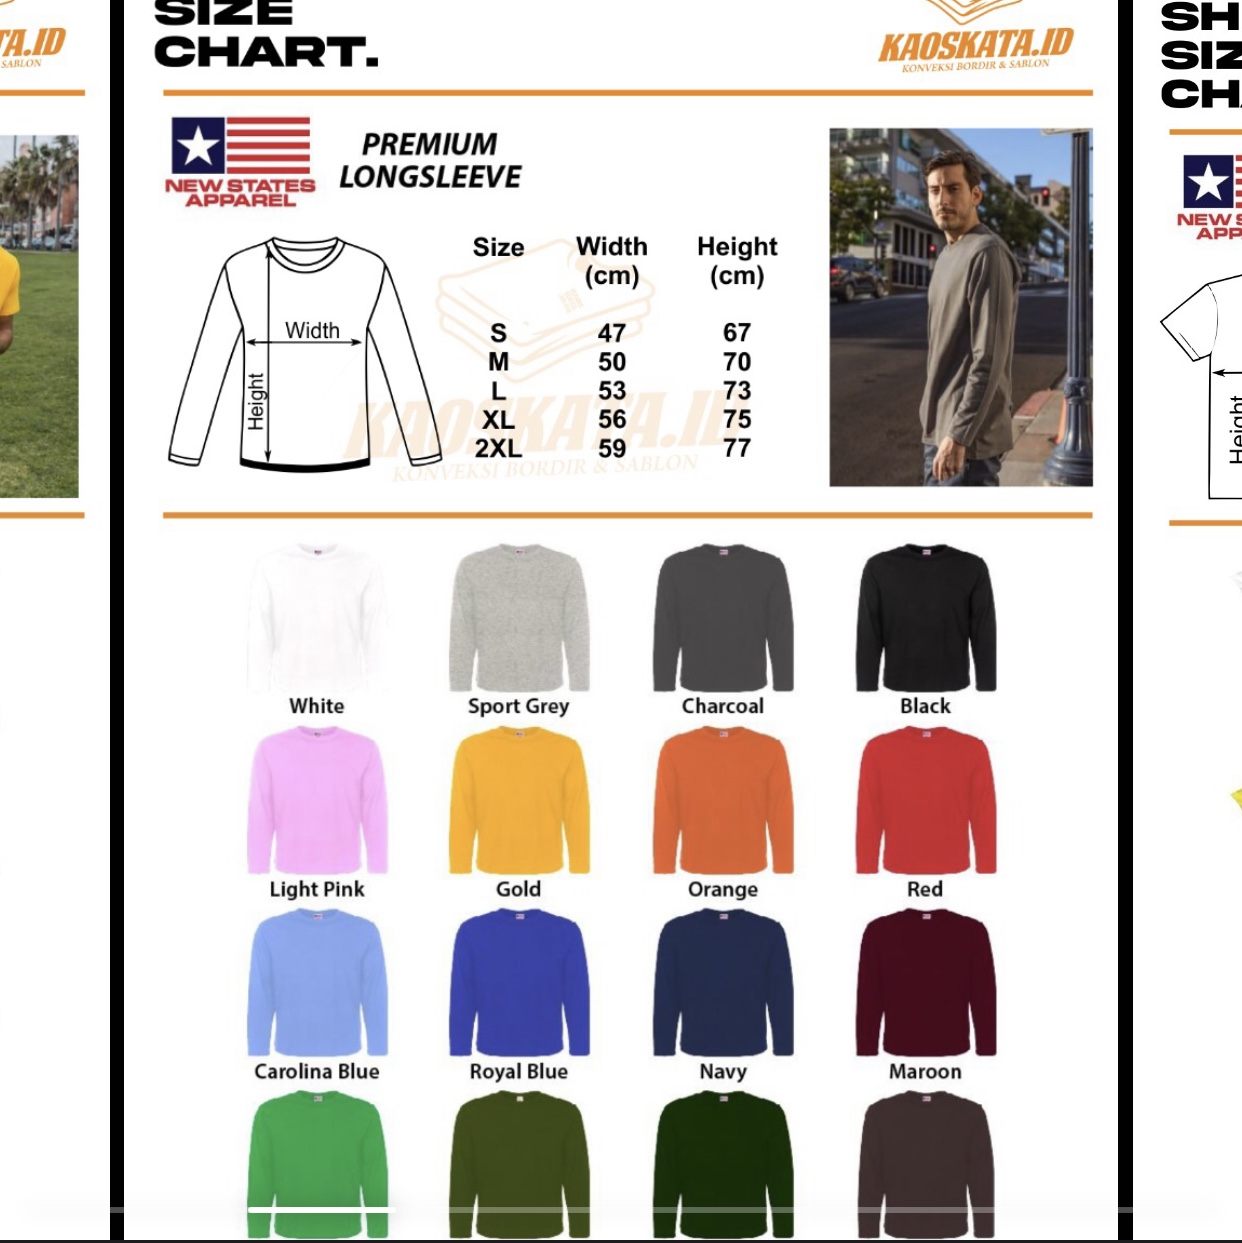 TA.ID
SABLON
SIZE
CHART.
KAOSKATA.ID
KONVEKSI BORDIR & SABLON
NEW STATES
APPAREL
PREMIUM
LONGSLEEVE
Width
Height
Size Width Height
(cm) (cm)
S 47 67
M 50 70
L 53 73
XL 56 75
2XL 59 77
KAOSKATA.ID
KONVEKSI BORDIR & SABLON
White Sport Grey Charcoal Black
Light Pink Gold Orange Red
Carolina Blue Royal Blue Navy Maroon
SH
SIZ
CH
NEW S
APP
Height